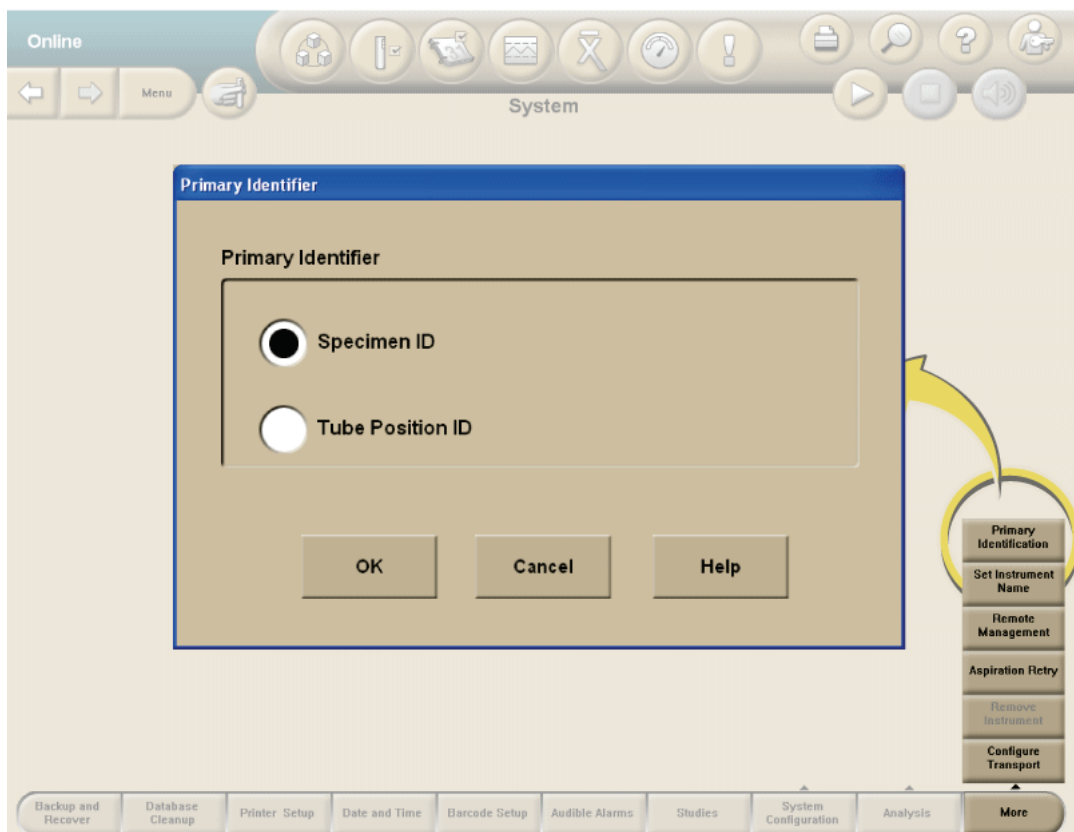 Online
Menu
System
Primary Identifier
Primary Identifier
Specimen ID
Tube Position ID
OK Cancel Help
Primary
Identification
Set Instrument
Name
Remote
Management
Aspiration Retry
Remove
Instrument
Configure
Transport
Backup and
Recover
Database
Cleanup
Printer Setup
Date and Time
Barcode Setup
Audible Alarms
Studies
System
Configuration
Analysis
More